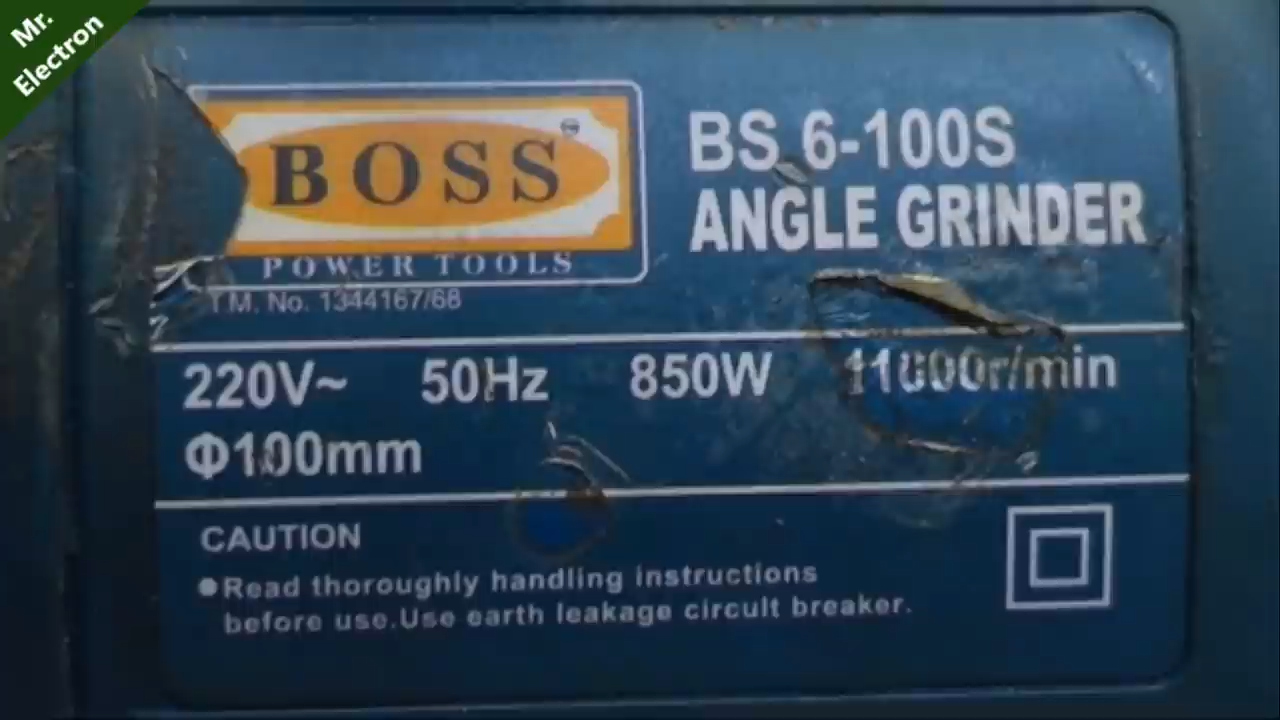 Mr.
Electron
BOSS
POWER TOOLS
T.M. No. 1344167/68
BS 6-100S
ANGLE GRINDER
220V~ 50Hz 850W 11000r/min
Φ100mm
CAUTION
●Read thoroughly handling instructions
before use.Use earth leakage circuit breaker.